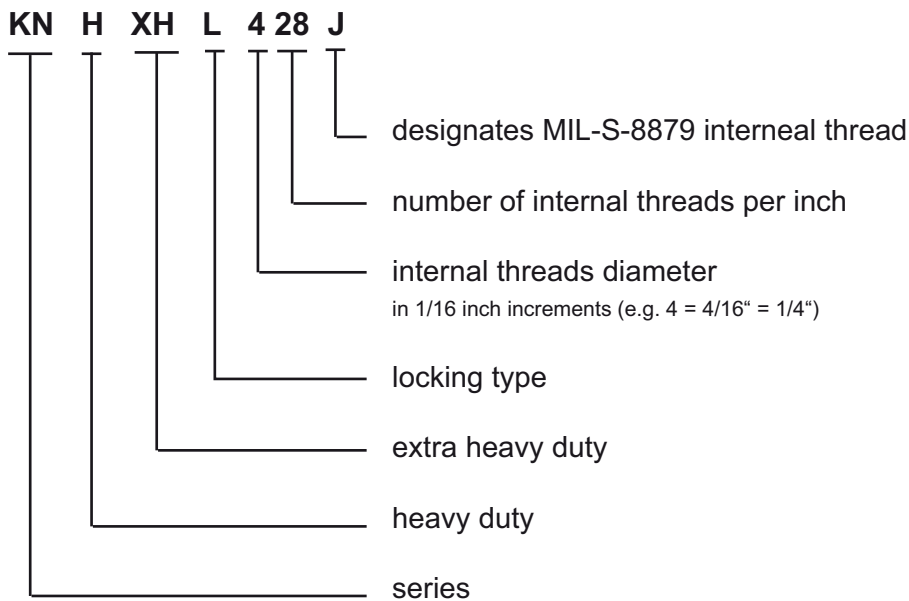 KN H XH L 4 28 J
designates MIL-S-8879 interneal thread
number of internal threads per inch
internal threads diameter
in 1/16 inch increments (e.g. 4 = 4/16“ = 1/4“)
locking type
extra heavy duty
heavy duty
series